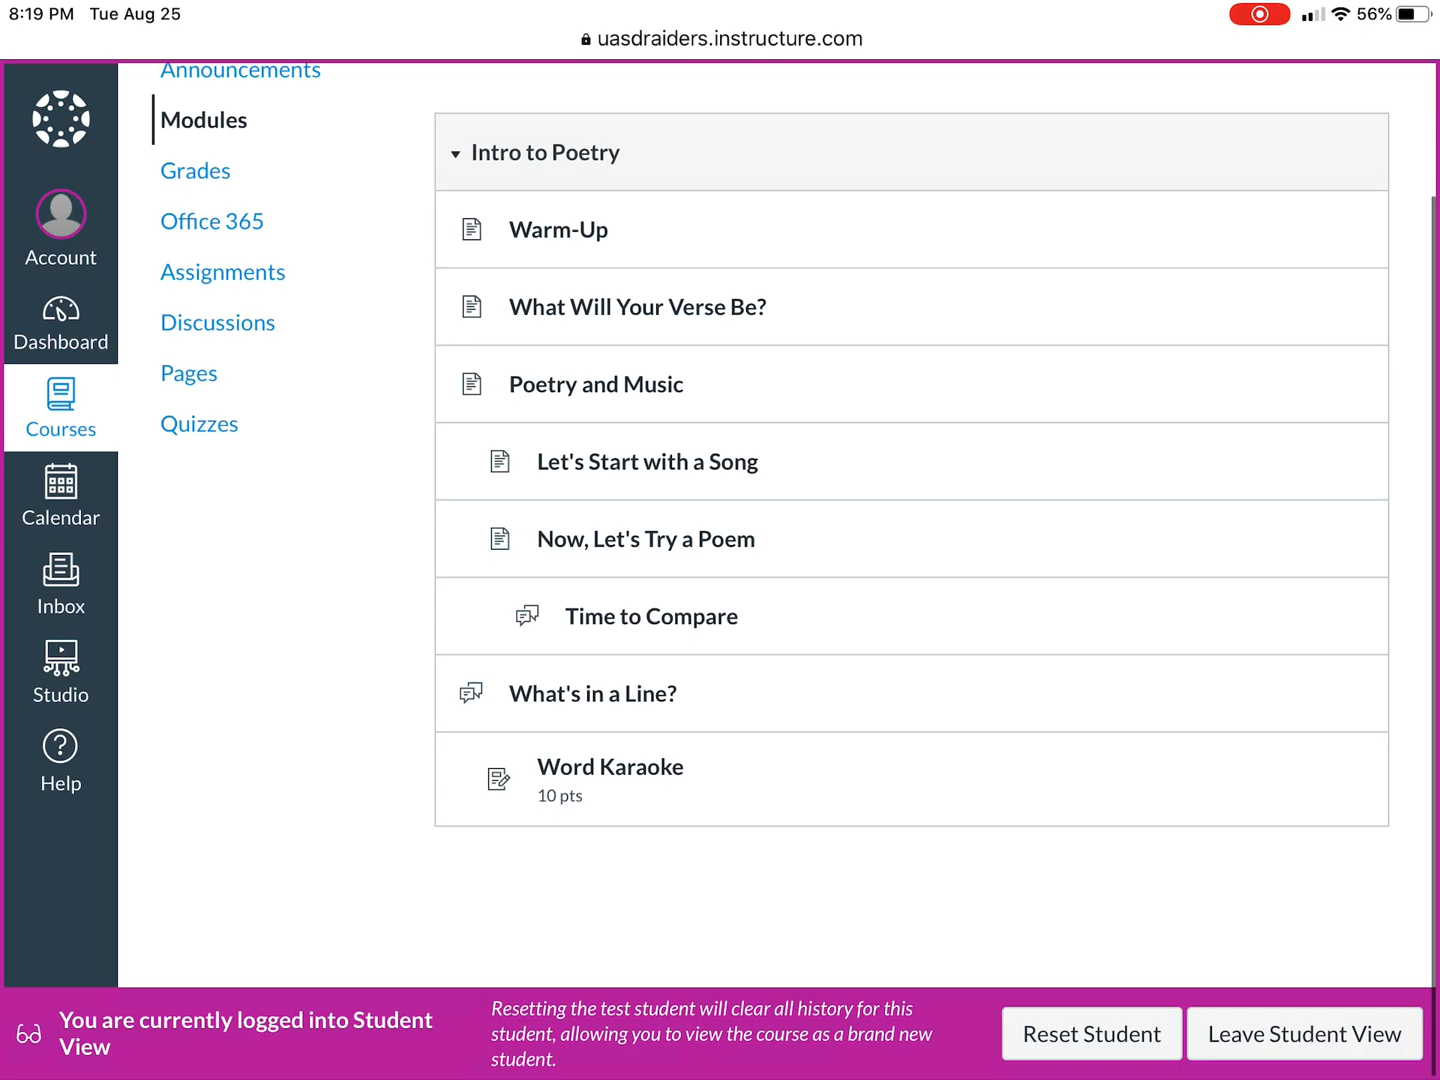 8:19 PM Tue Aug 25
56%
uasdraiders.instructure.com
Announcements
Modules
Grades
Office 365
Assignments
Discussions
Pages
Quizzes
Account
Dashboard
Courses
Calendar
Inbox
Studio
Help
Intro to Poetry
Warm-Up
What Will Your Verse Be?
Poetry and Music
Let's Start with a Song
Now, Let's Try a Poem
Time to Compare
What's in a Line?
Word Karaoke
10 pts
You are currently logged into Student
View
Resetting the test student will clear all history for this
student, allowing you to view the course as a brand new
student.
Reset Student
Leave Student View